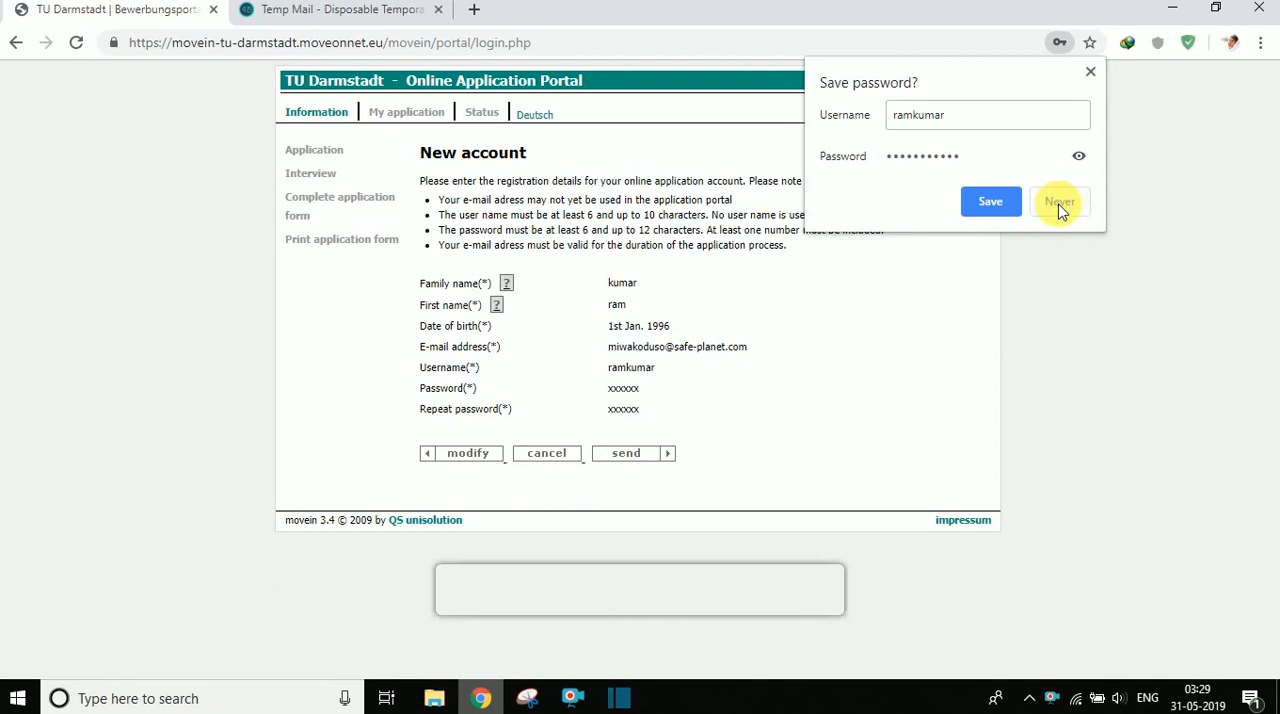 TU Darmstadt | Bewerbungsporta
Temp Mail - Disposable Tempora
https://movein-tu-darmstadt.moveonnet.eu/movein/portal/login.php
TU Darmstadt - Online Application Portal
Information
My application
Status
Deutsch
Save password?
Username
ramkumar
Password
•••••••••••
Save
Never
Application
Interview
Complete application
form
Print application form
New account
Please enter the registration details for your online application account. Please note
Your e-mail adress may not yet be used in the application portal
The user name must be at least 6 and up to 10 characters. No user name is use
The password must be at least 6 and up to 12 characters. At least one number must be included.
Your e-mail adress must be valid for the duration of the application process.
Family name(*) ? kumar
First name(*) ? ram
Date of birth(*) 1st Jan. 1996
E-mail address(*) miwakoduso@safe-planet.com
Username(*) ramkumar
Password(*) xxxxxx
Repeat password(*) xxxxxx
modify
cancel
send
movein 3.4 © 2009 by QS unisolution
impressum
Type here to search
ENG
03:29
31-05-2019
1